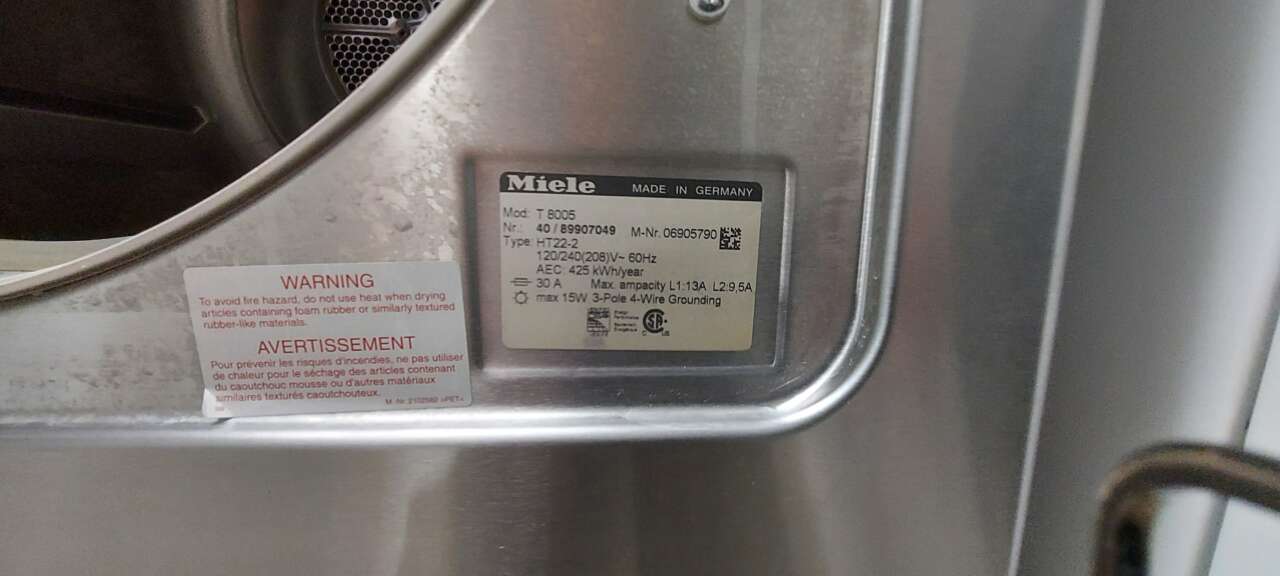 Miele MADE IN GERMANY
Mod: T 8005
Nr.: 40 / 89907049 M-Nr. 06905790
Type: HT22-2
120/240(208)V~ 60Hz
AEC: 425 kWh/year
30 A Max. ampacity L1:13A L2:9,5A
max 15W 3-Pole 4-Wire Grounding
WARNING
To avoid fire hazard, do not use heat when drying
articles containing foam rubber or similarly textured
rubber-like materials.
AVERTISSEMENT
Pour prévenir les risques d'incendies, ne pas utiliser
de chaleur pour le séchage des articles contenant
du caoutchouc mousse ou d'autres matériaux
similaires texturés caoutchouteux.
M. Nr. 2102580 >PET<